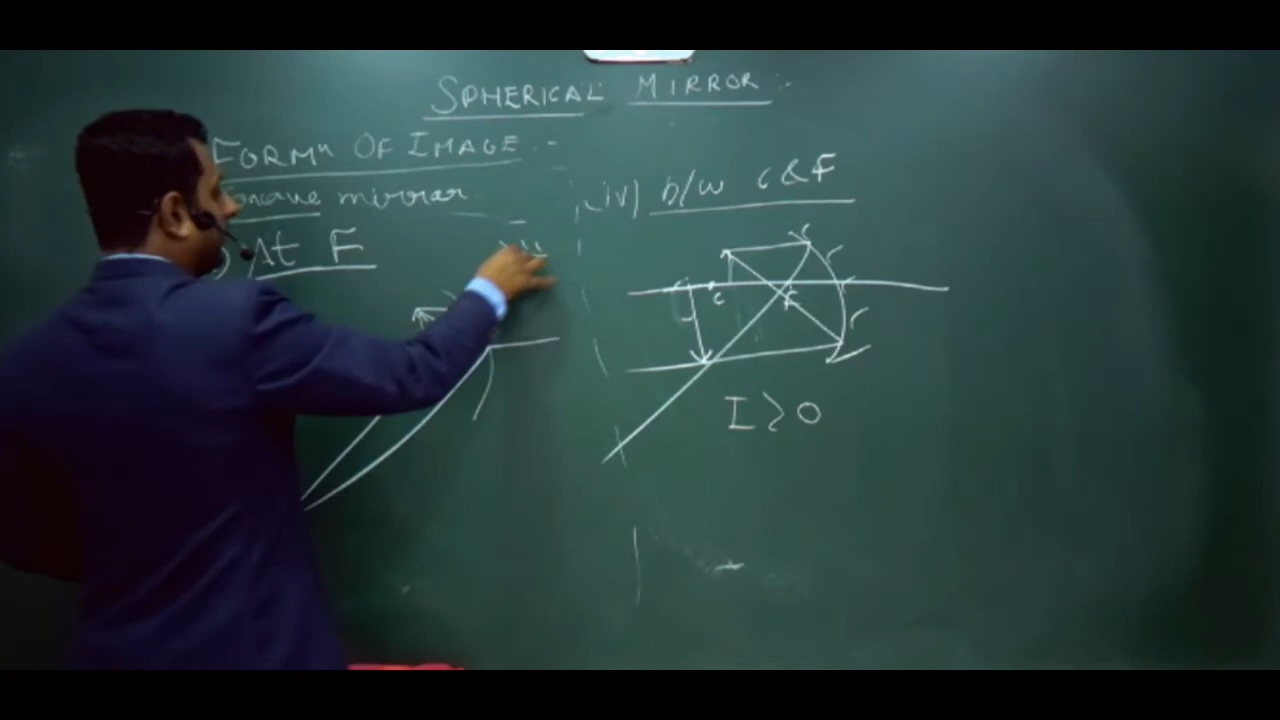 SPHERICAL MIRROR :-
FORMⁿ OF IMAGE :-
Concave mirror
) At F
iv) b/w C & F
C
F
I > O